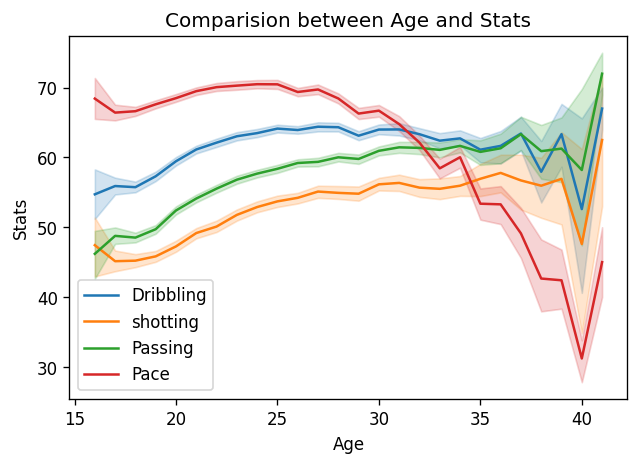 Comparision between Age and Stats
Stats
70
60
50
40
30
Dribbling
shotting
Passing
Pace
15 20 25 30 35 40
Age